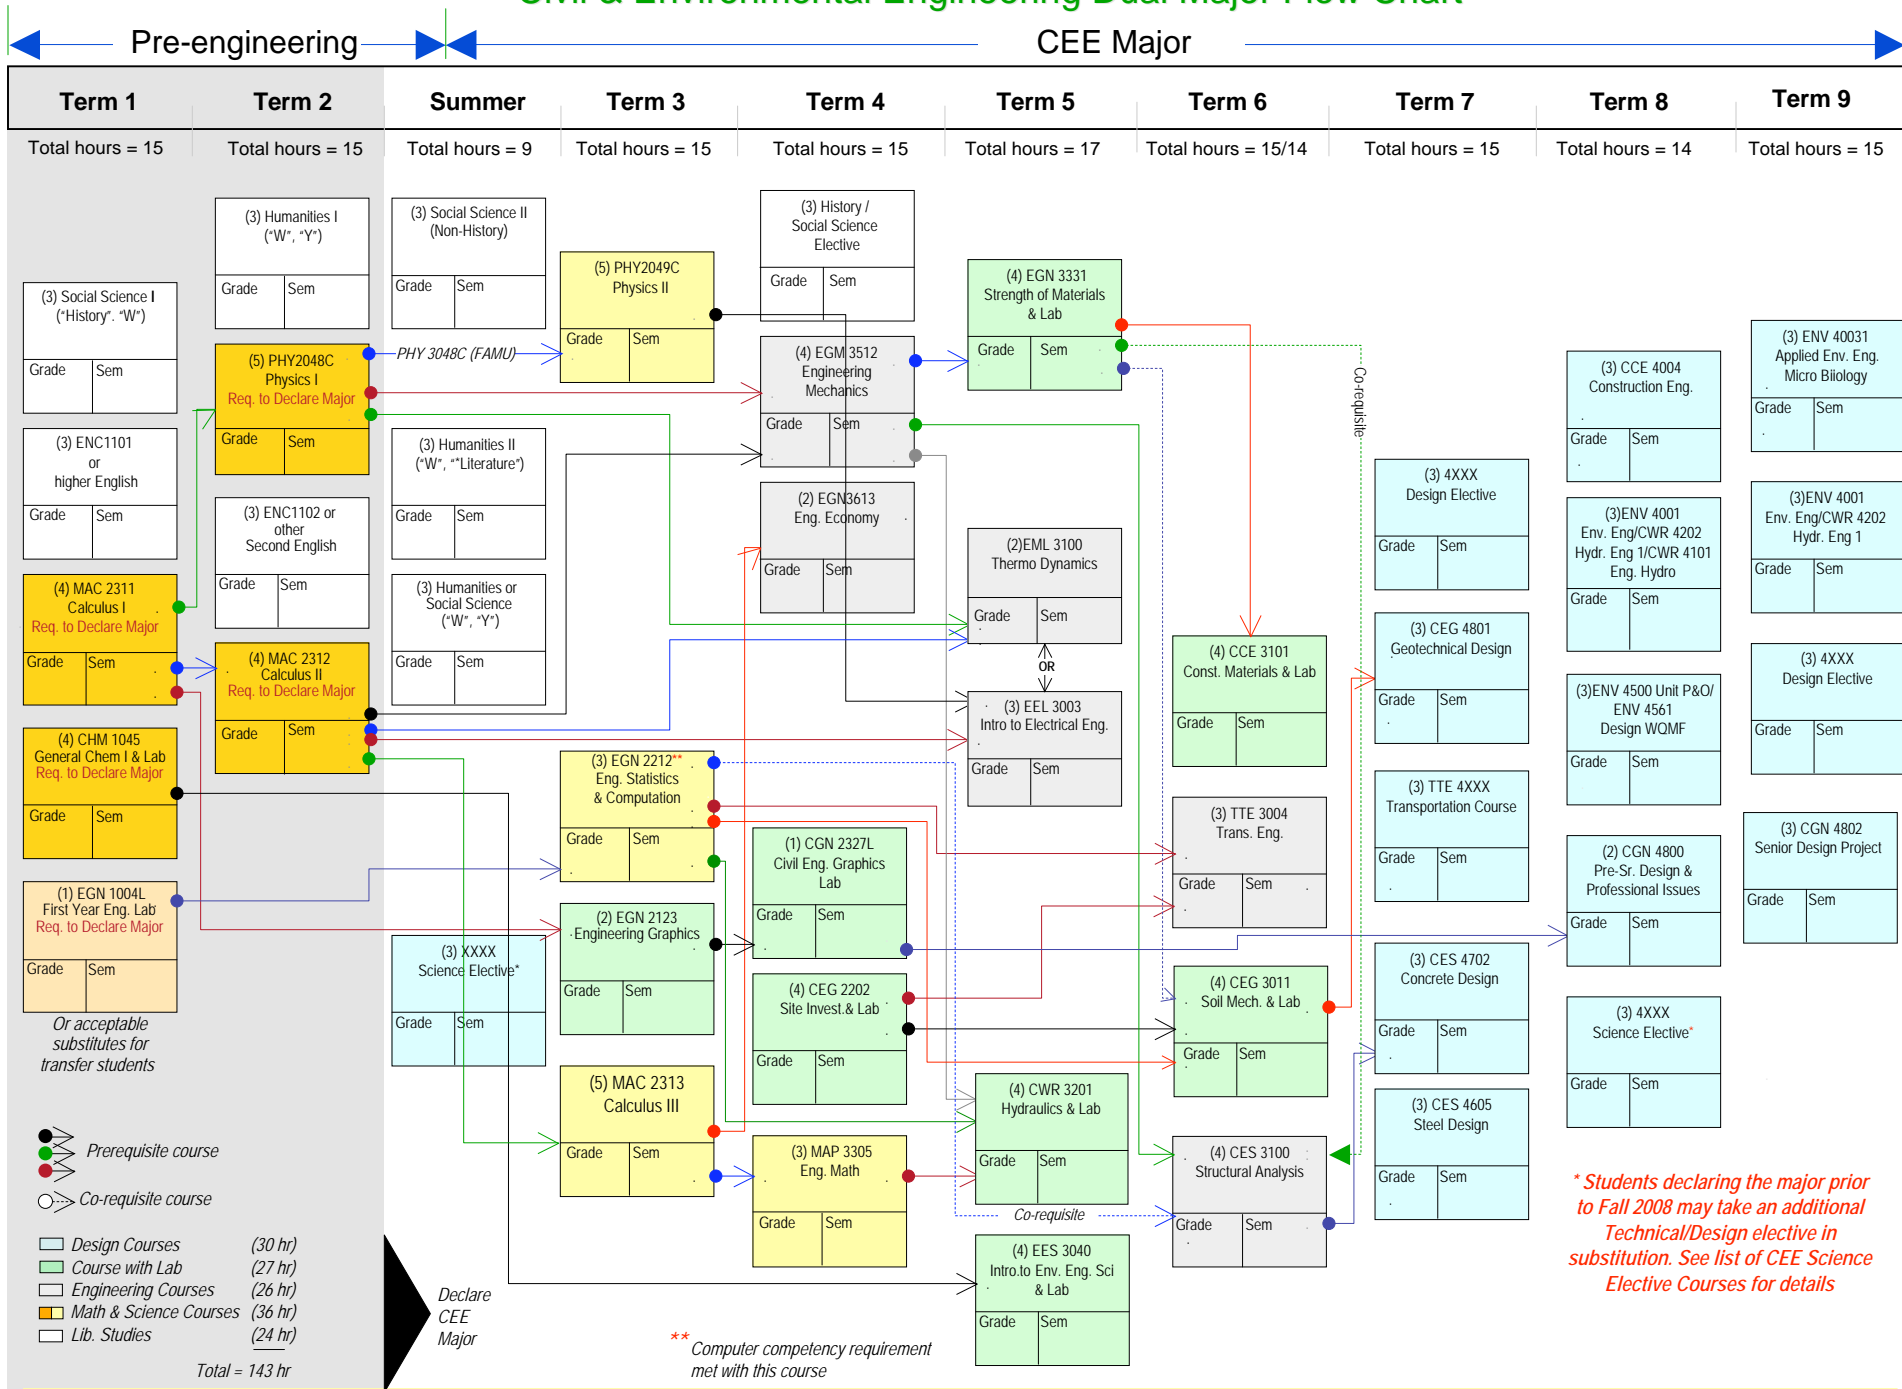 Civil & Environmental Engineering Dual Major Flow Chart
Pre-engineering
CEE Major
Term 1
Term 2
Summer
Term 3
Term 4
Term 5
Term 6
Term 7
Term 8
Term 9
Total hours = 15
Total hours = 15
Total hours = 9
Total hours = 15
Total hours = 15
Total hours = 17
Total hours = 15/14
Total hours = 15
Total hours = 14
Total hours = 15
(3) Social Science I
("History". "W")
Grade Sem
(3) ENC1101
or
higher English
Grade Sem
(4) MAC 2311
Calculus I
Req. to Declare Major
Grade Sem
(4) CHM 1045
General Chem I & Lab
Req. to Declare Major
Grade Sem
(1) EGN 1004L
First Year Eng. Lab
Req. to Declare Major
Grade Sem
Or acceptable
substitutes for
transfer students
(3) Humanities I
("W", "Y")
Grade Sem
(5) PHY2048C
Physics I
Req. to Declare Major
Grade Sem
(3) ENC1102 or
other
Second English
Grade Sem
(4) MAC 2312
Calculus II
Req. to Declare Major
Grade Sem
(3) Social Science II
(Non-History)
Grade Sem
PHY 3048C (FAMU)
(3) Humanities II
("W", "*Literature")
Grade Sem
(3) Humanities or
Social Science
("W", "Y")
Grade Sem
(3) XXXX
Science Elective*
Grade Sem
(5) PHY2049C
Physics II
Grade Sem
(3) EGN 2212**
Eng. Statistics
& Computation
Grade Sem
(2) EGN 2123
Engineering Graphics
Grade Sem
(5) MAC 2313
Calculus III
Grade Sem
(3) History /
Social Science
Elective
Grade Sem
(4) EGM 3512
Engineering
Mechanics
Grade Sem
(2) EGN3613
Eng. Economy
Grade Sem
(1) CGN 2327L
Civil Eng. Graphics
Lab
Grade Sem
(4) CEG 2202
Site Invest.& Lab
Grade Sem
(3) MAP 3305
Eng. Math
Grade Sem
(4) EGN 3331
Strength of Materials
& Lab
Grade Sem
(2)EML 3100
Thermo Dynamics
Grade Sem
OR
(3) EEL 3003
Intro to Electrical Eng.
Grade Sem
(4) CWR 3201
Hydraulics & Lab
Grade Sem
Co-requisite
(4) EES 3040
Intro.to Env. Eng. Sci
& Lab
Grade Sem
(4) CCE 3101
Const. Materials & Lab
Grade Sem
(3) TTE 3004
Trans. Eng.
Grade Sem
(4) CEG 3011
Soil Mech. & Lab
Grade Sem
(4) CES 3100
Structural Analysis
Grade Sem
Co-requisite
(3) 4XXX
Design Elective
Grade Sem
(3) CEG 4801
Geotechnical Design
Grade Sem
(3) TTE 4XXX
Transportation Course
Grade Sem
(3) CES 4702
Concrete Design
Grade Sem
(3) CES 4605
Steel Design
Grade Sem
(3) CCE 4004
Construction Eng.
Grade Sem
(3)ENV 4001
Env. Eng/CWR 4202
Hydr. Eng 1/CWR 4101
Eng. Hydro
Grade Sem
(3)ENV 4500 Unit P&O/
ENV 4561
Design WQMF
Grade Sem
(2) CGN 4800
Pre-Sr. Design &
Professional Issues
Grade Sem
(3) 4XXX
Science Elective*
Grade Sem
(3) ENV 40031
Applied Env. Eng.
Micro Biiology
Grade Sem
(3)ENV 4001
Env. Eng/CWR 4202
Hydr. Eng 1
Grade Sem
(3) 4XXX
Design Elective
Grade Sem
(3) CGN 4802
Senior Design Project
Grade Sem
Prerequisite course
Co-requisite course
Design Courses (30 hr)
Course with Lab (27 hr)
Engineering Courses (26 hr)
Math & Science Courses (36 hr)
Lib. Studies (24 hr)
Total = 143 hr
Declare
CEE
Major
** Computer competency requirement
met with this course
* Students declaring the major prior
to Fall 2008 may take an additional
Technical/Design elective in
substitution. See list of CEE Science
Elective Courses for details